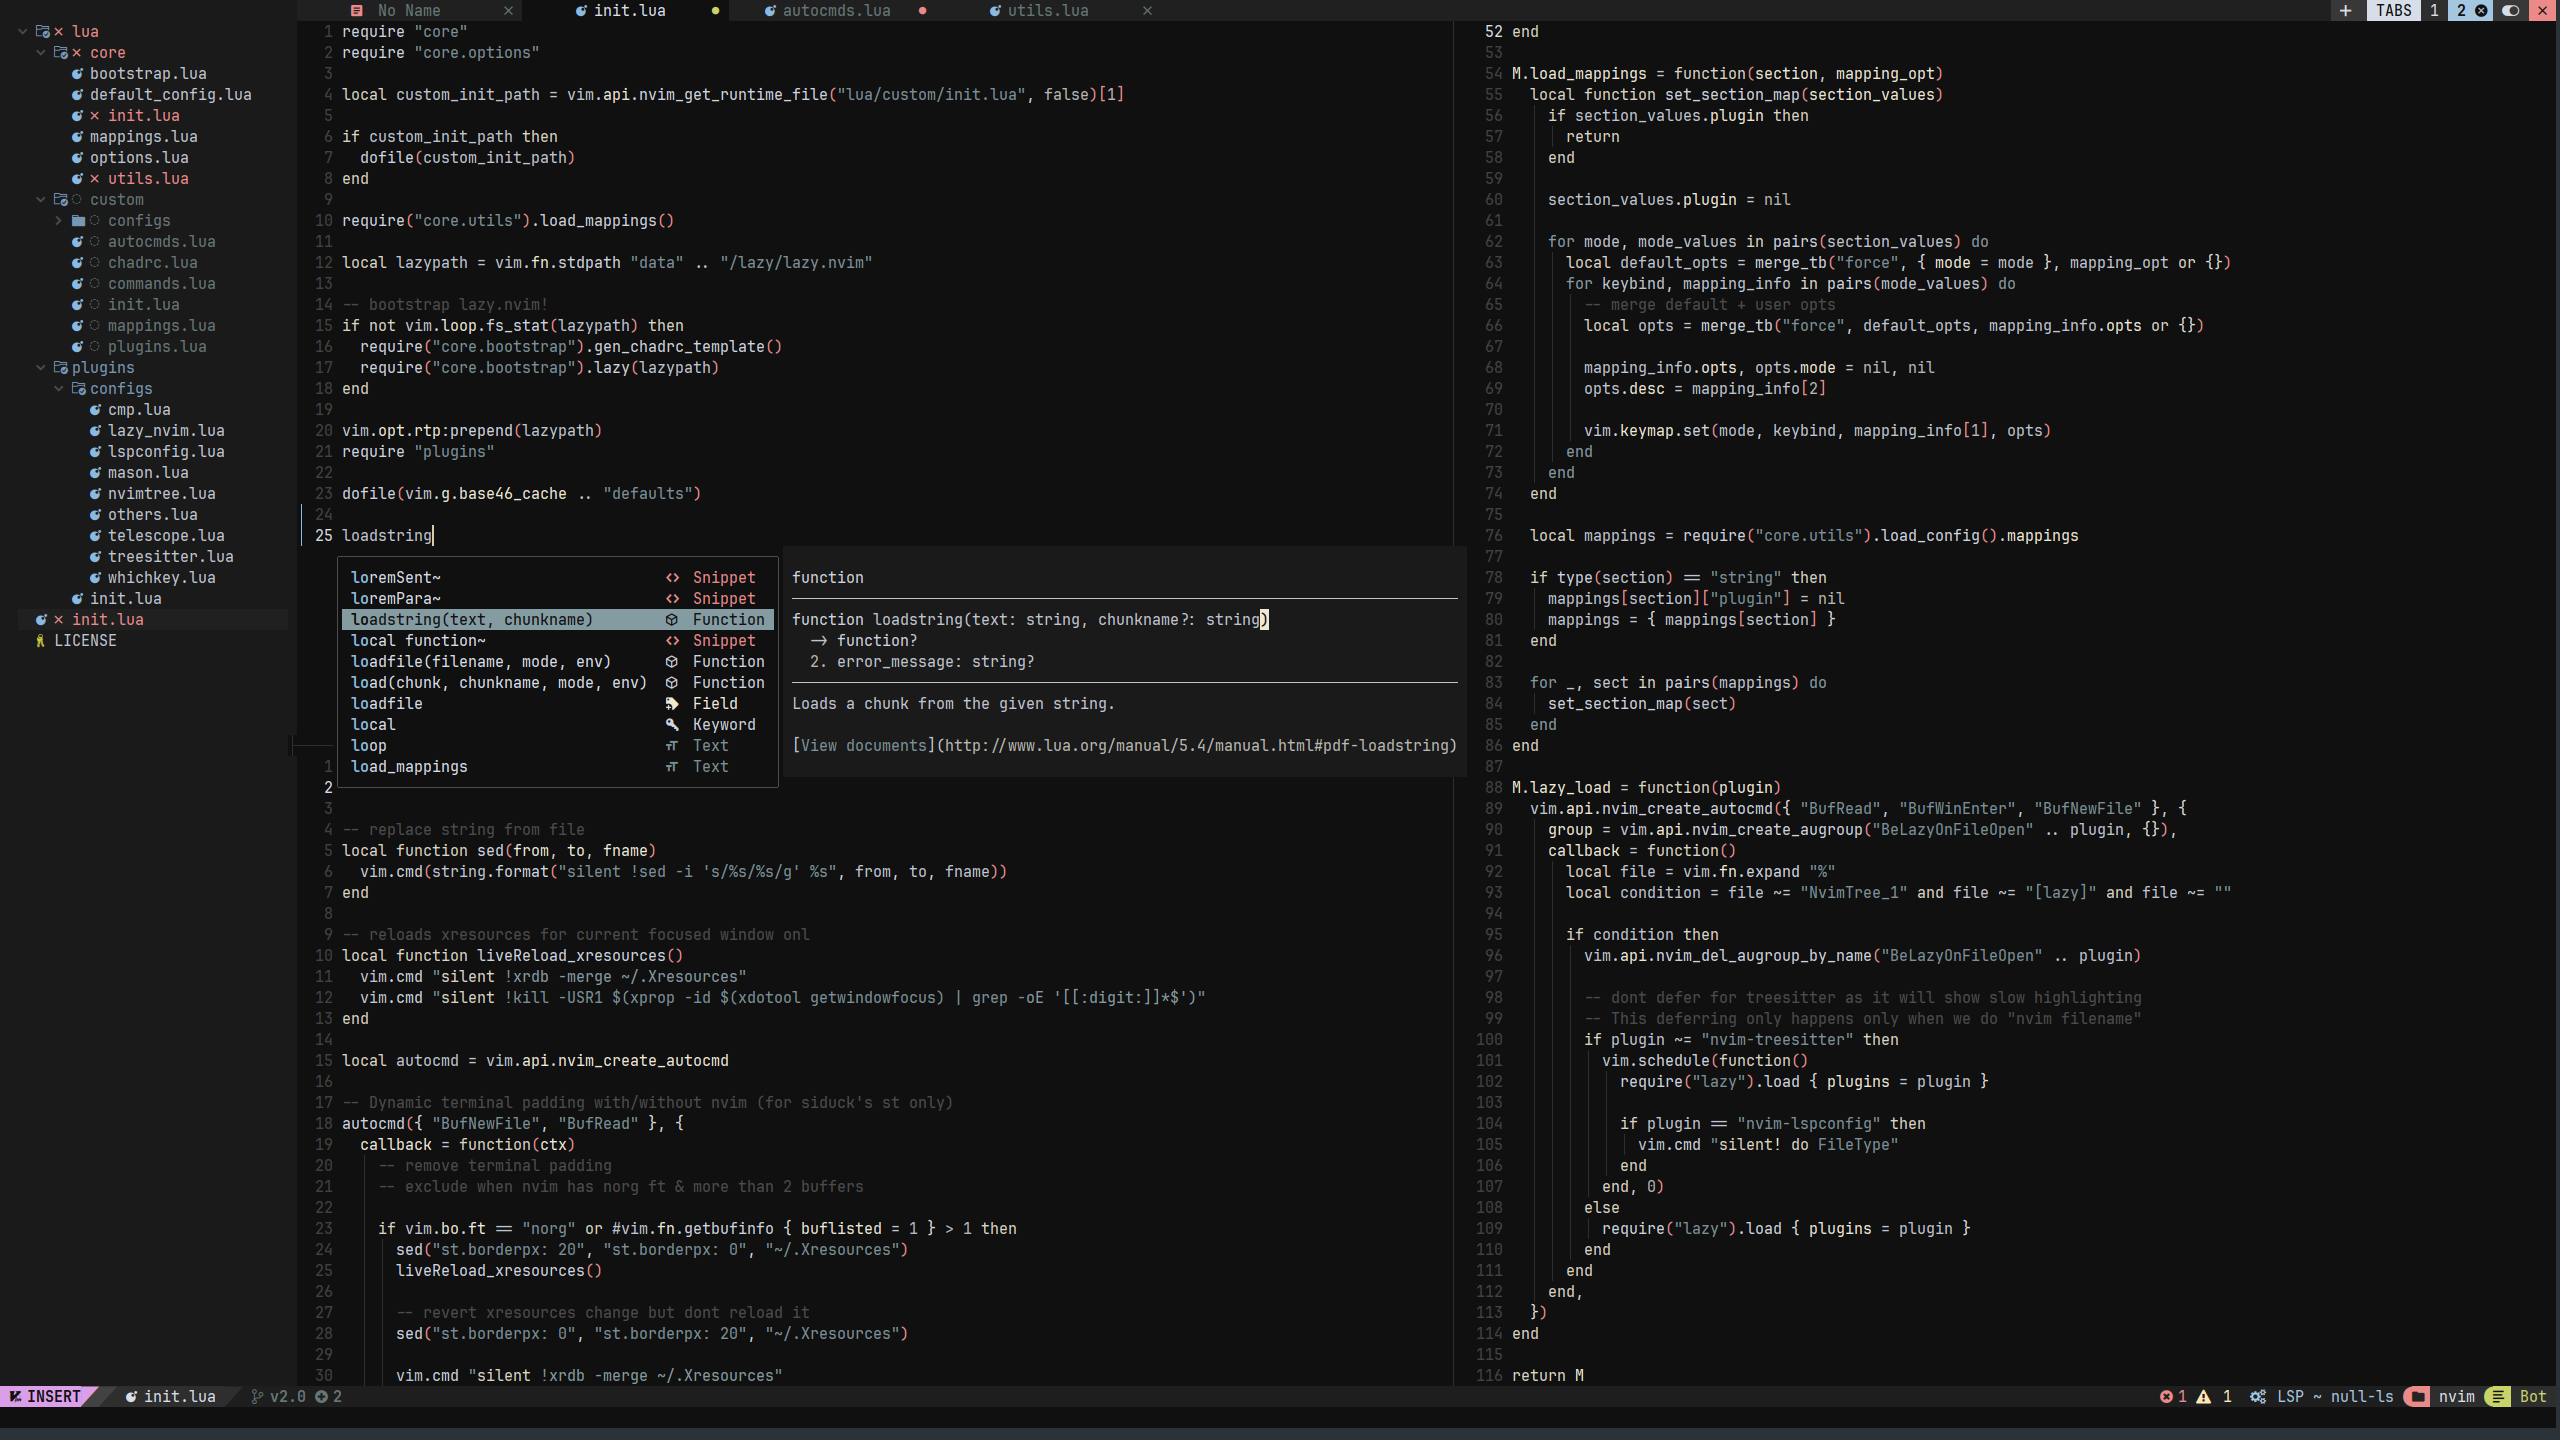 No Name
init.lua
autocmds.lua
utils.lua
TABS 1 2
lua
core
bootstrap.lua
default_config.lua
init.lua
mappings.lua
options.lua
utils.lua
custom
configs
autocmds.lua
chadrc.lua
commands.lua
init.lua
mappings.lua
plugins.lua
plugins
configs
cmp.lua
lazy_nvim.lua
lspconfig.lua
mason.lua
nvimtree.lua
others.lua
telescope.lua
treesitter.lua
whichkey.lua
init.lua
init.lua
LICENSE
1 require "core"
2 require "core.options"
3
4 local custom_init_path = vim.api.nvim_get_runtime_file("lua/custom/init.lua", false)[1]
5
6 if custom_init_path then
7   dofile(custom_init_path)
8 end
9
10 require("core.utils").load_mappings()
11
12 local lazypath = vim.fn.stdpath "data" .. "/lazy/lazy.nvim"
13
14 -- bootstrap lazy.nvim!
15 if not vim.loop.fs_stat(lazypath) then
16   require("core.bootstrap").gen_chadrc_template()
17   require("core.bootstrap").lazy(lazypath)
18 end
19
20 vim.opt.rtp:prepend(lazypath)
21 require "plugins"
22
23 dofile(vim.g.base46_cache .. "defaults")
24
25 loadstring
loremSent~ Snippet
loremPara~ Snippet
loadstring(text, chunkname) Function
local function~ Snippet
loadfile(filename, mode, env) Function
load(chunk, chunkname, mode, env) Function
loadfile Field
local Keyword
loop Text
load_mappings Text
function
function loadstring(text: string, chunkname?: string)
  -> function?
  2. error_message: string?
Loads a chunk from the given string.
[View documents](http://www.lua.org/manual/5.4/manual.html#pdf-loadstring)
1
2
3
4 -- replace string from file
5 local function sed(from, to, fname)
6   vim.cmd(string.format("silent !sed -i 's/%s/%s/g' %s", from, to, fname))
7 end
8
9 -- reloads xresources for current focused window onl
10 local function liveReload_xresources()
11   vim.cmd "silent !xrdb -merge ~/.Xresources"
12   vim.cmd "silent !kill -USR1 $(xprop -id $(xdotool getwindowfocus) | grep -oE '[[:digit:]]*$')"
13 end
14
15 local autocmd = vim.api.nvim_create_autocmd
16
17 -- Dynamic terminal padding with/without nvim (for siduck's st only)
18 autocmd({ "BufNewFile", "BufRead" }, {
19   callback = function(ctx)
20     -- remove terminal padding
21     -- exclude when nvim has norg ft & more than 2 buffers
22
23     if vim.bo.ft == "norg" or #vim.fn.getbufinfo { buflisted = 1 } > 1 then
24       sed("st.borderpx: 20", "st.borderpx: 0", "~/.Xresources")
25       liveReload_xresources()
26
27       -- revert xresources change but dont reload it
28       sed("st.borderpx: 0", "st.borderpx: 20", "~/.Xresources")
29
30       vim.cmd "silent !xrdb -merge ~/.Xresources"
52 end
53
54 M.load_mappings = function(section, mapping_opt)
55   local function set_section_map(section_values)
56     if section_values.plugin then
57       return
58     end
59
60     section_values.plugin = nil
61
62     for mode, mode_values in pairs(section_values) do
63       local default_opts = merge_tb("force", { mode = mode }, mapping_opt or {})
64       for keybind, mapping_info in pairs(mode_values) do
65         -- merge default + user opts
66         local opts = merge_tb("force", default_opts, mapping_info.opts or {})
67
68         mapping_info.opts, opts.mode = nil, nil
69         opts.desc = mapping_info[2]
70
71         vim.keymap.set(mode, keybind, mapping_info[1], opts)
72       end
73     end
74   end
75
76   local mappings = require("core.utils").load_config().mappings
77
78   if type(section) == "string" then
79     mappings[section]["plugin"] = nil
80     mappings = { mappings[section] }
81   end
82
83   for _, sect in pairs(mappings) do
84     set_section_map(sect)
85   end
86 end
87
88 M.lazy_load = function(plugin)
89   vim.api.nvim_create_autocmd({ "BufRead", "BufWinEnter", "BufNewFile" }, {
90     group = vim.api.nvim_create_augroup("BeLazyOnFileOpen" .. plugin, {}),
91     callback = function()
92       local file = vim.fn.expand "%"
93       local condition = file ~= "NvimTree_1" and file ~= "[lazy]" and file ~= ""
94
95       if condition then
96         vim.api.nvim_del_augroup_by_name("BeLazyOnFileOpen" .. plugin)
97
98         -- dont defer for treesitter as it will show slow highlighting
99         -- This deferring only happens only when we do "nvim filename"
100         if plugin ~= "nvim-treesitter" then
101           vim.schedule(function()
102             require("lazy").load { plugins = plugin }
103
104             if plugin == "nvim-lspconfig" then
105               vim.cmd "silent! do FileType"
106             end
107           end, 0)
108         else
109           require("lazy").load { plugins = plugin }
110         end
111       end
112     end,
113   })
114 end
115
116 return M
INSERT init.lua v2.0 2
1 1 LSP ~ null-ls nvim Bot